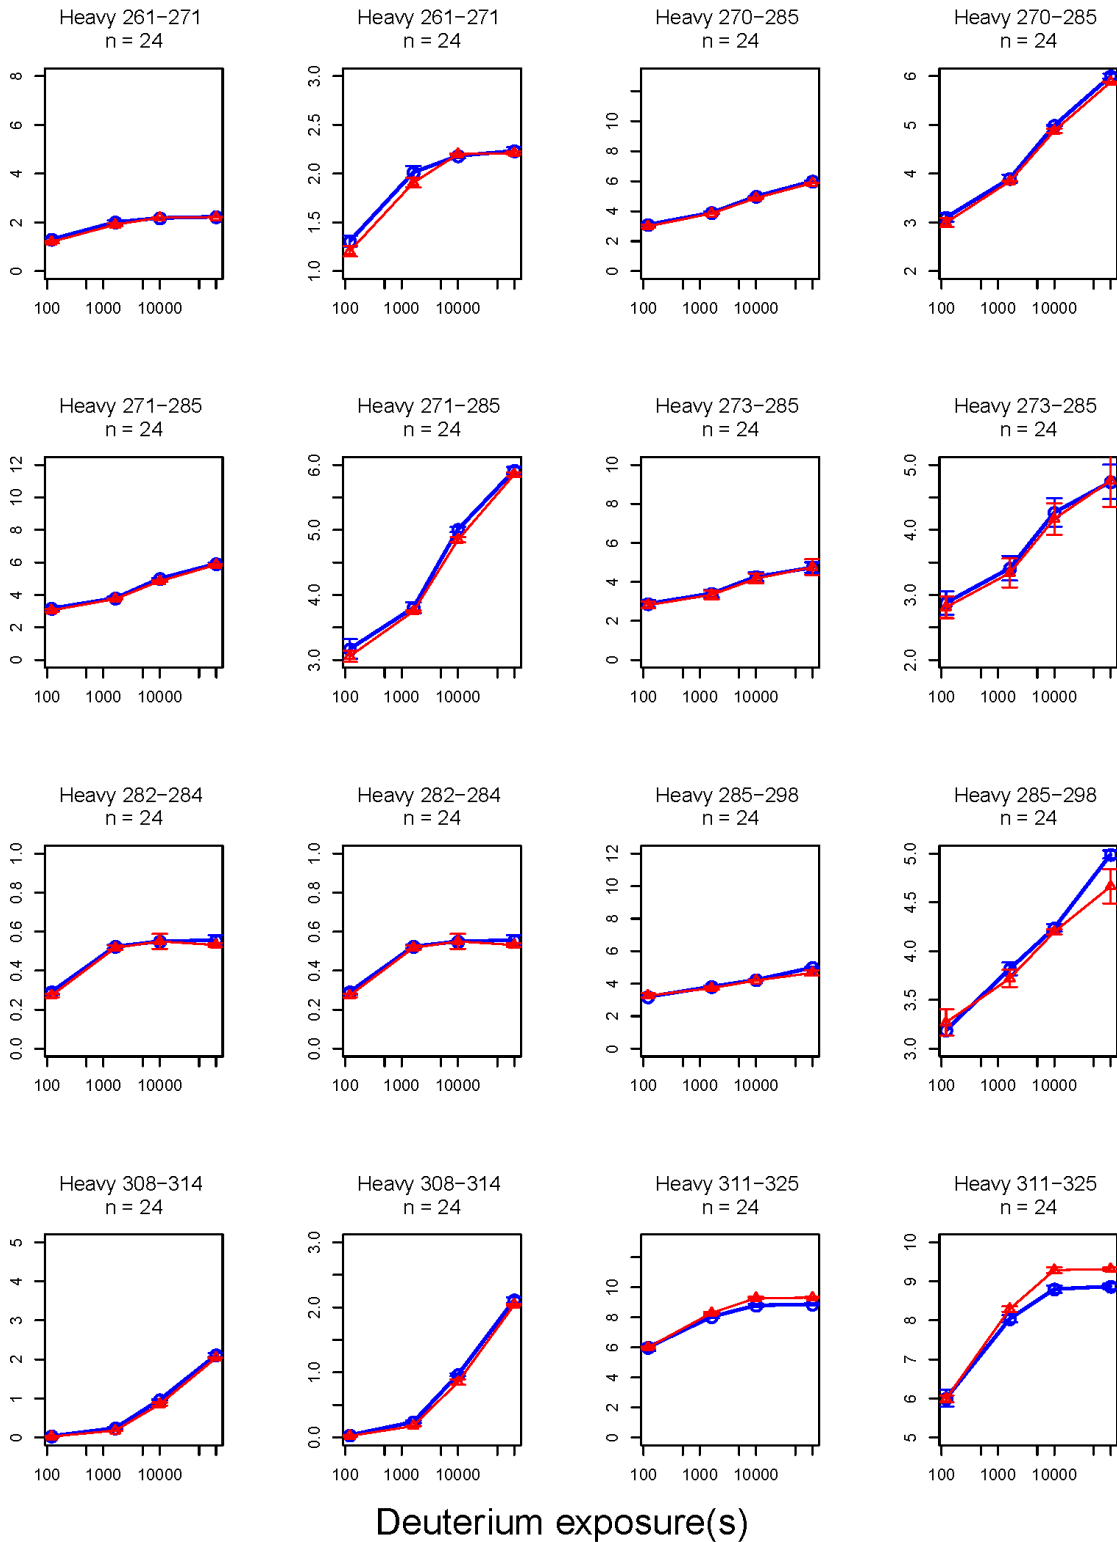 Heavy 261−271
n = 24
Heavy 261−271
n = 24
Heavy 270−285
n = 24
Heavy 270−285
n = 24
8
6
4
2
0
100 1000 10000
3.0
2.5
2.0
1.5
1.0
100 1000 10000
10
8
6
4
2
0
100 1000 10000
6
5
4
3
2
100 1000 10000
Heavy 271−285
n = 24
Heavy 271−285
n = 24
Heavy 273−285
n = 24
Heavy 273−285
n = 24
12
10
8
6
4
2
0
100 1000 10000
6.0
5.0
4.0
3.0
100 1000 10000
10
8
6
4
2
0
100 1000 10000
5.0
4.0
3.0
2.0
100 1000 10000
Heavy 282−284
n = 24
Heavy 282−284
n = 24
Heavy 285−298
n = 24
Heavy 285−298
n = 24
1.0
0.8
0.6
0.4
0.2
0.0
100 1000 10000
1.0
0.8
0.6
0.4
0.2
0.0
100 1000 10000
12
10
8
6
4
2
0
100 1000 10000
5.0
4.5
4.0
3.5
3.0
100 1000 10000
Heavy 308−314
n = 24
Heavy 308−314
n = 24
Heavy 311−325
n = 24
Heavy 311−325
n = 24
5
4
3
2
1
0
100 1000 10000
3.0
2.0
1.0
0.0
100 1000 10000
10
8
6
4
2
0
100 1000 10000
10
9
8
7
6
5
100 1000 10000
Deuterium exposure(s)